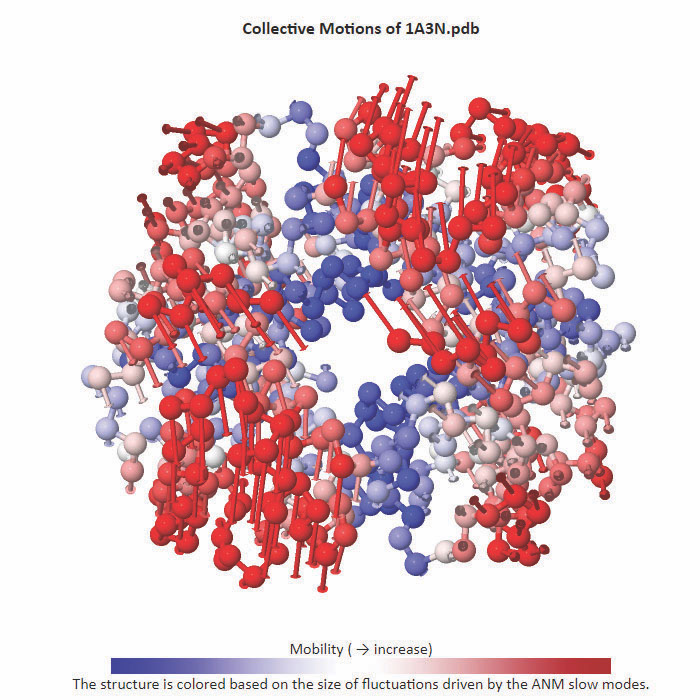 Collective Motions of 1A3N.pdb
Mobility ( → increase)
The structure is colored based on the size of fluctuations driven by the ANM slow modes.